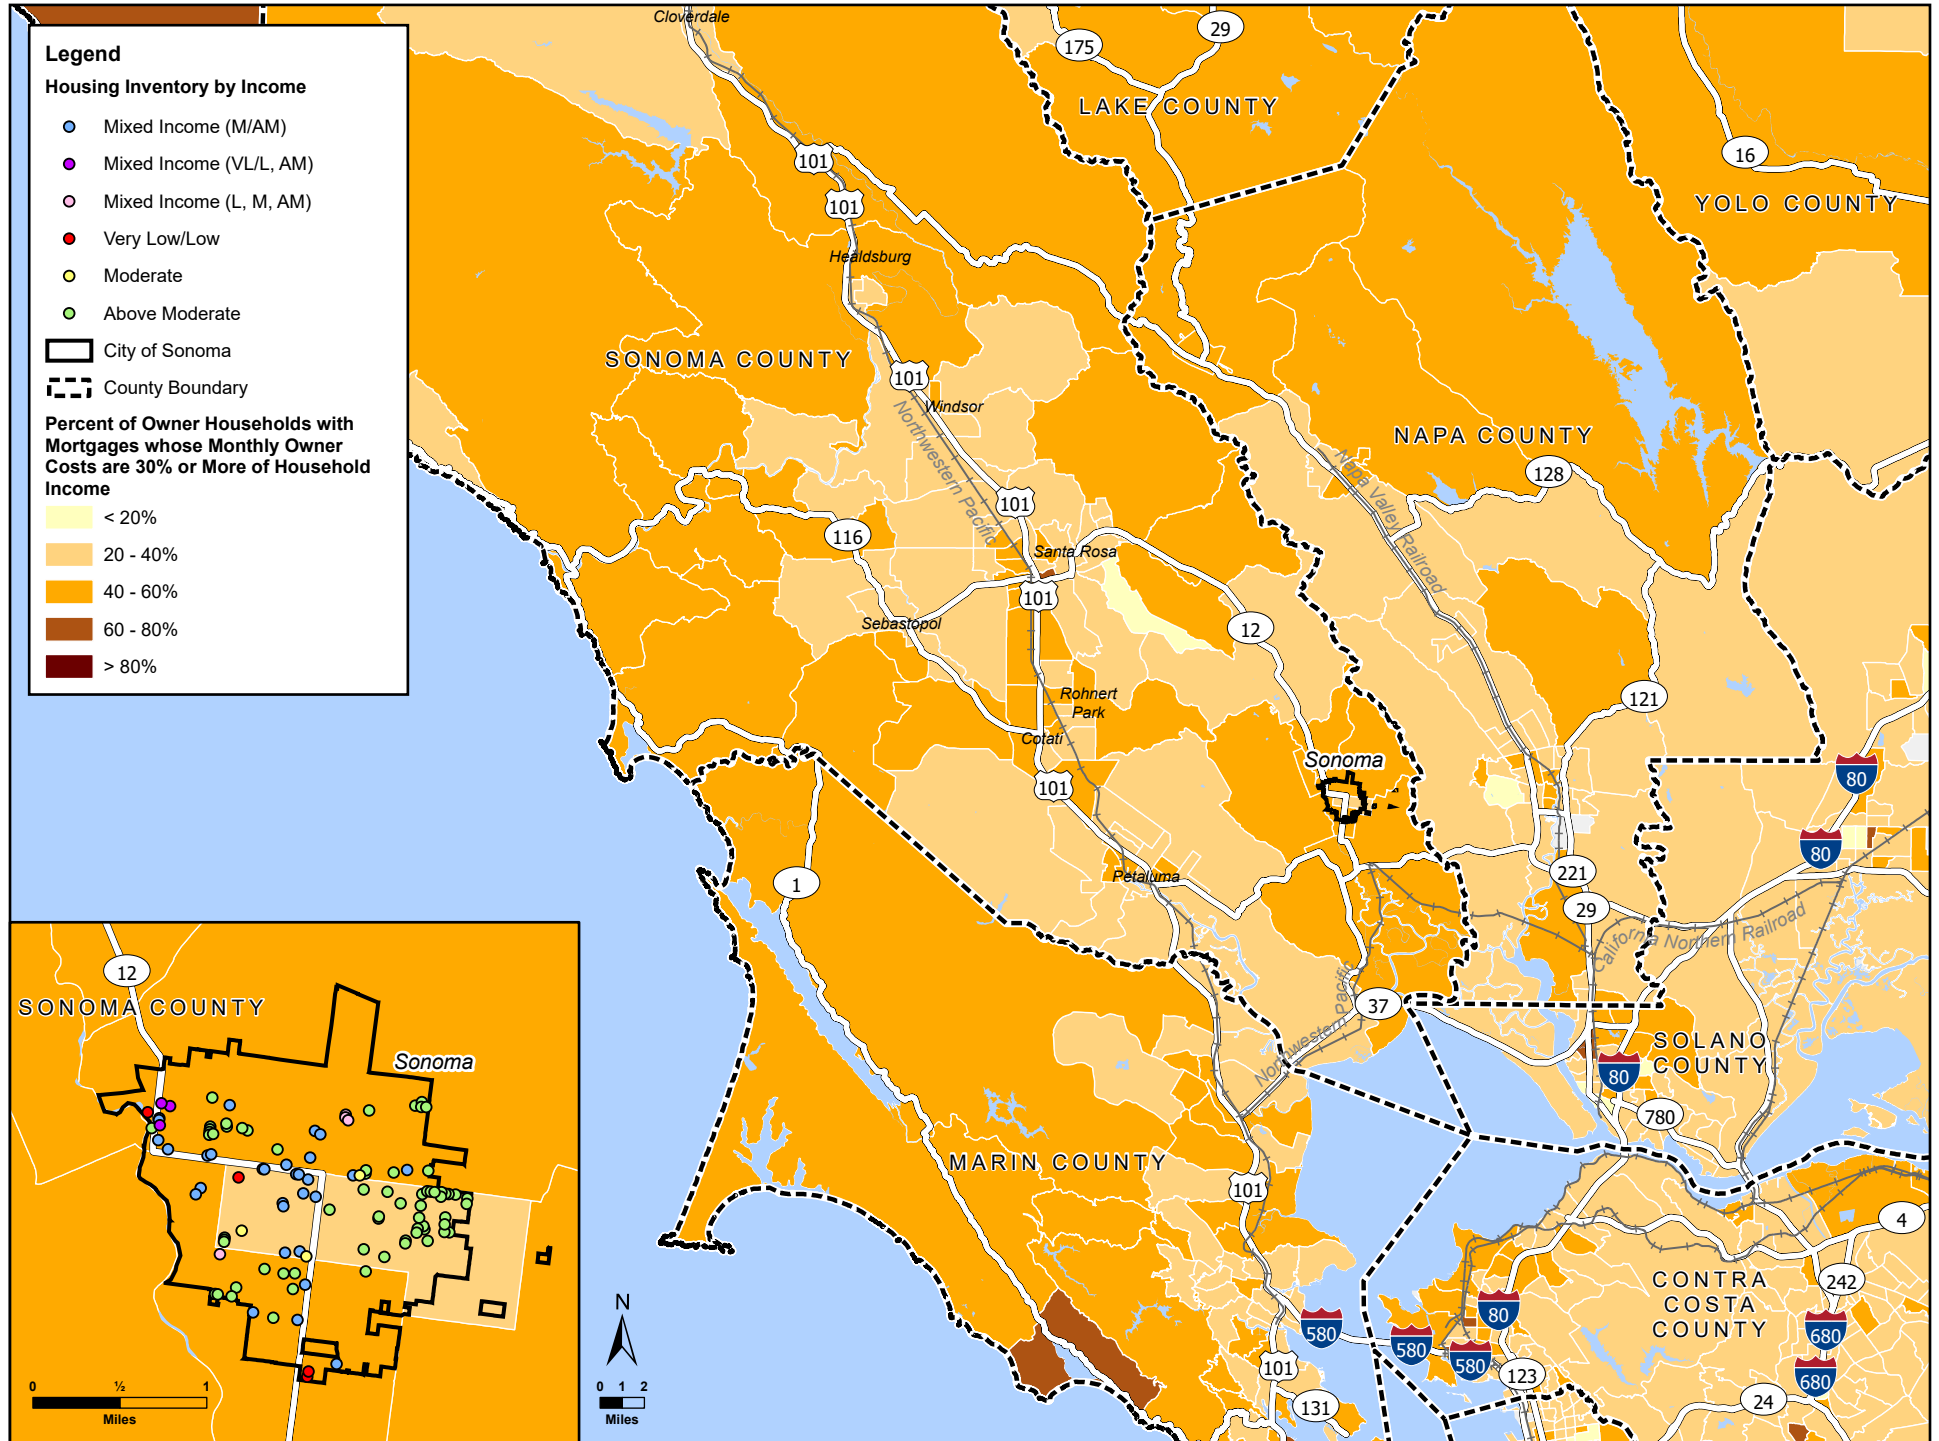 Legend
Housing Inventory by Income
Mixed Income (M/AM)
Mixed Income (VL/L, AM)
Mixed Income (L, M, AM)
Very Low/Low
Moderate
Above Moderate
City of Sonoma
County Boundary
Percent of Owner Households with
Mortgages whose Monthly Owner
Costs are 30% or More of Household
Income
< 20%
20 - 40%
40 - 60%
60 - 80%
> 80%
Cloverdale
175
29
LAKE COUNTY
16
YOLO COUNTY
101
101
Healdsburg
SONOMA COUNTY
101
Windsor
Northwestern Pacific
NAPA COUNTY
Napa Valley Railroad
128
101
116
Santa Rosa
101
Sebastopol
12
Rohnert
Park
121
Cotati
Sonoma
101
80
80
Petaluma
221
1
29
California Northern Railroad
Northwestern Pacific
37
SOLANO
COUNTY
80
780
MARIN COUNTY
101
4
CONTRA
COSTA
COUNTY
242
80
580
580
580
680
101
123
680
131
24
12
SONOMA COUNTY
Sonoma
0 ½ 1
Miles
N
0 1 2
Miles